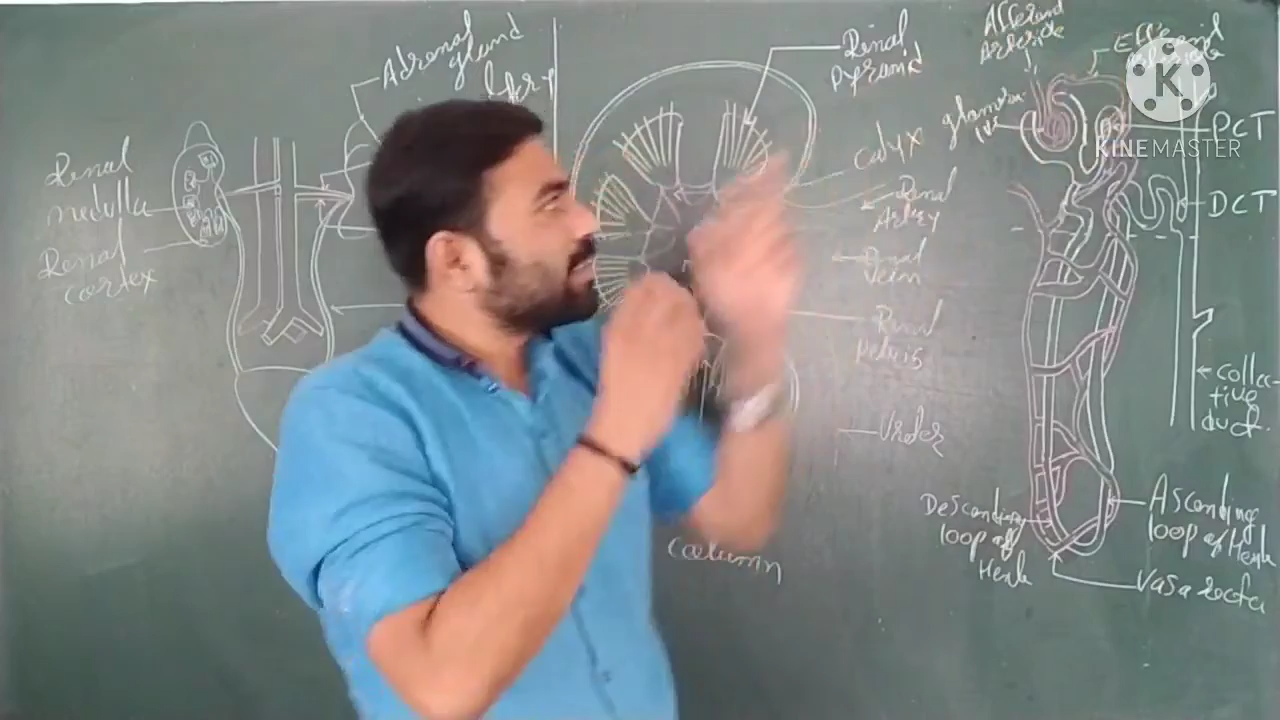 Adrenal
gland
Renal
medulla
Renal
cortex
Renal
pyramid
Calyx
Renal
Artery
Renal
Vein
Renal
Pelvis
Ureter
Column
Afferent
Arteriole
Efferent
PCT
DCT
collec-
tive
duct.
Descending
loop of
Henle
Ascending
loop of Henle
Vasa recta
K
KINEMASTER